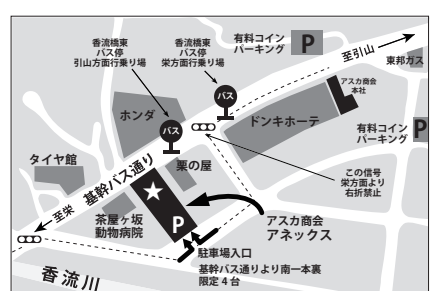 香流橋東
バス停
引山方面行乗り場
香流橋東
バス停
栄方面行乗り場
有料コイン
パーキング
P
至引山
東邦ガス
アスカ商会
本社
バス
ホンダ
バス
ドンキホーテ
有料コイン
パーキング
P
タイヤ館
基幹バス通り
栗の屋
この信号
栄方面より
右折禁止
至栄
茶屋ヶ坂
動物病院
P
アスカ商会
アネックス
駐車場入口
基幹バス通りより南一本裏
限定4台
香流川